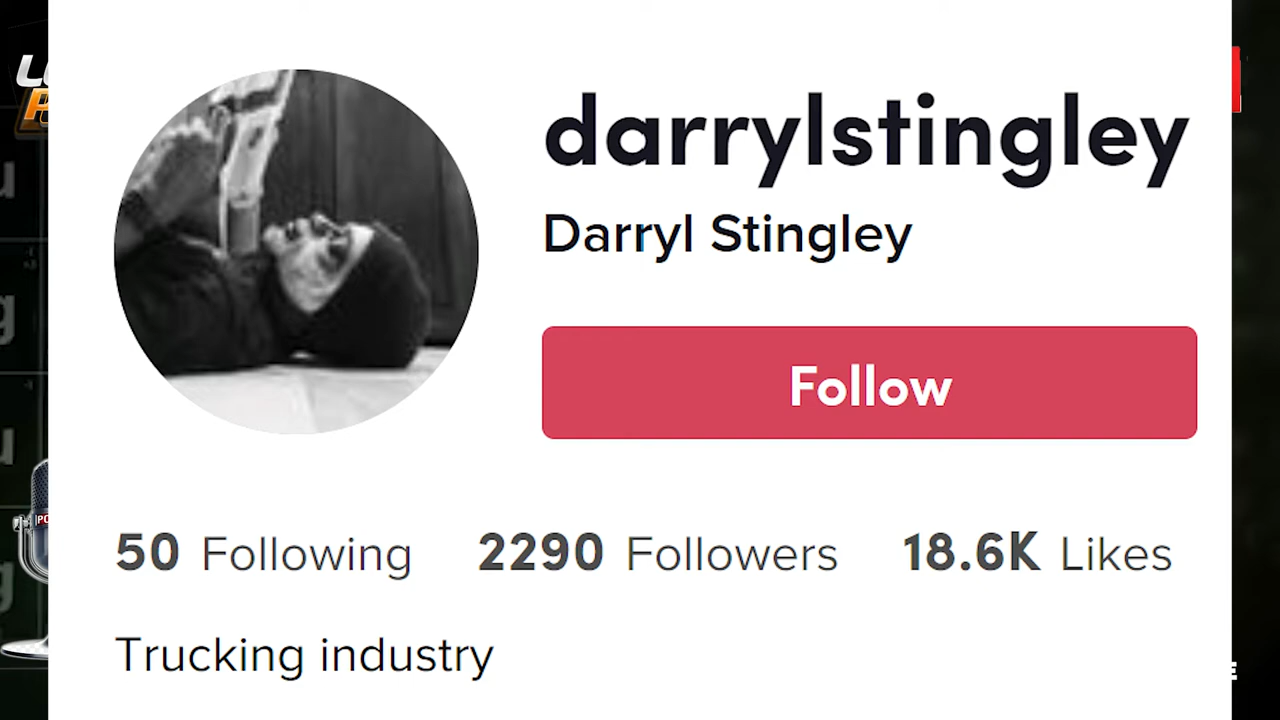 darrylstingley
Darryl Stingley
Follow
50 Following 2290 Followers 18.6K Likes
Trucking industry